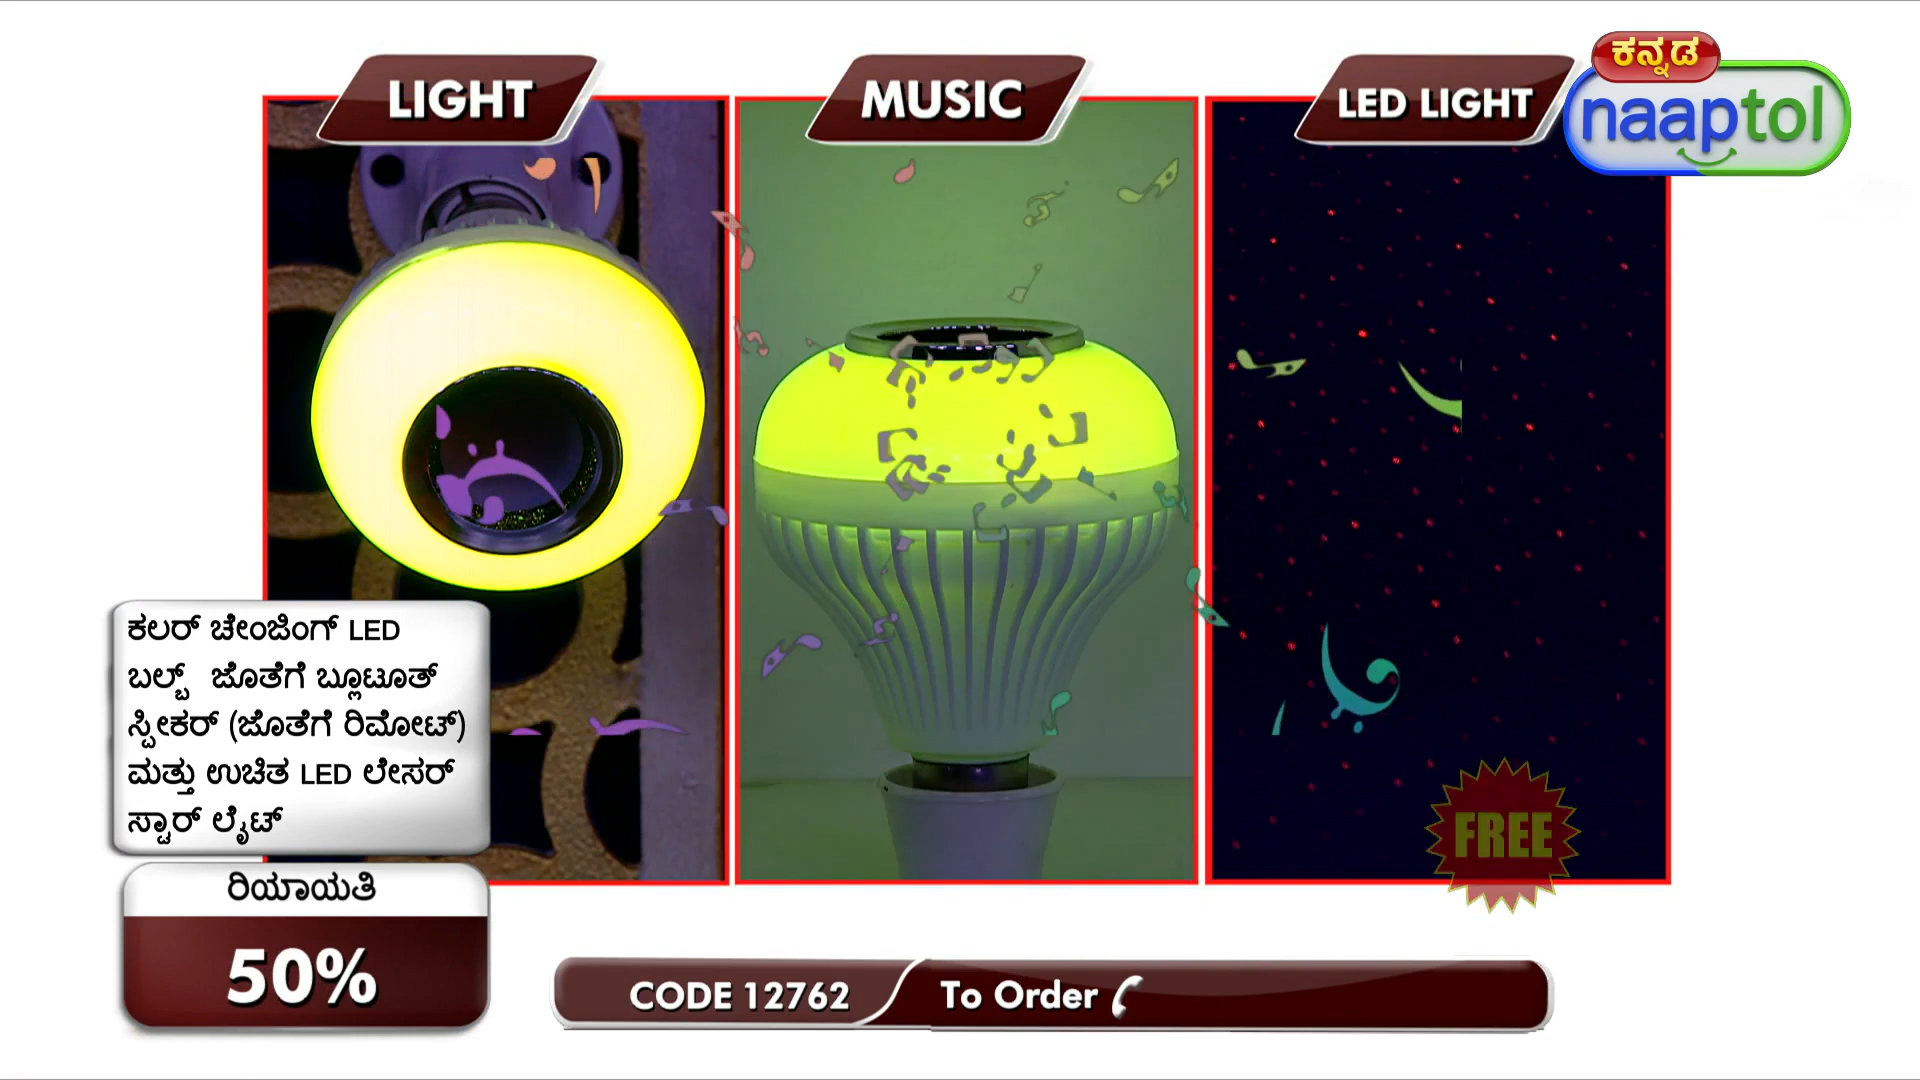 LIGHT
MUSIC
LED LIGHT
ಕನ್ನಡ
naaptol
ಕಲರ್ ಚೇಂಜಿಂಗ್ LED
ಬಲ್ಬ್ ಜೊತೆಗೆ ಬ್ಲೂಟೂತ್
ಸ್ಪೀಕರ್ (ಜೊತೆಗೆ ರಿಮೋಟ್)
ಮತ್ತು ಉಚಿತ LED ಲೇಸರ್
ಸ್ಟಾರ್ ಲೈಟ್
FREE
ರಿಯಾಯತಿ
50%
CODE 12762 To Order